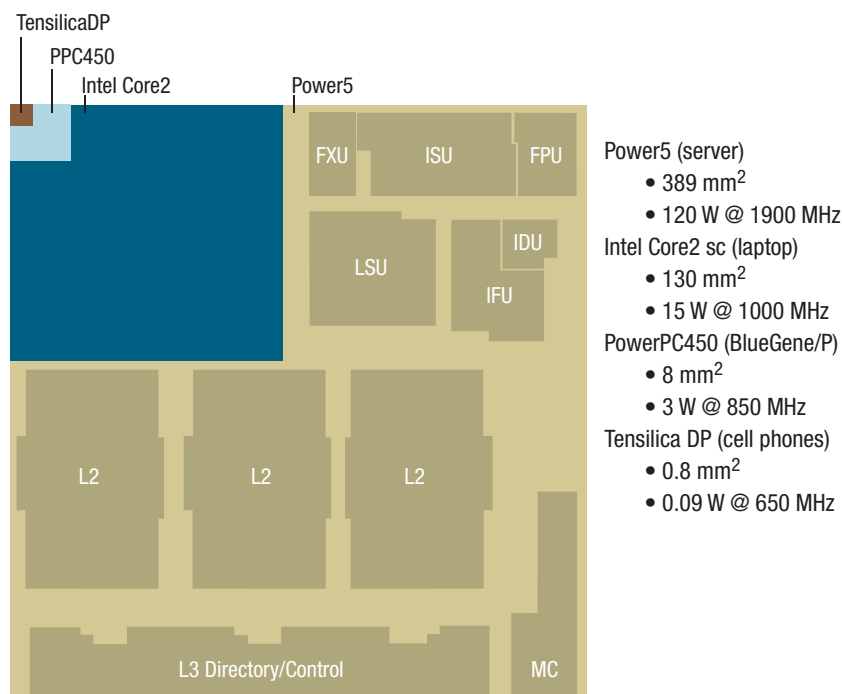 TensilicaDP
PPC450
Intel Core2
Power5
FXU
ISU
FPU
LSU
IDU
IFU
L2
L2
L2
L3 Directory/Control
MC
Power5 (server)
• 389 mm²
• 120 W @ 1900 MHz
Intel Core2 sc (laptop)
• 130 mm²
• 15 W @ 1000 MHz
PowerPC450 (BlueGene/P)
• 8 mm²
• 3 W @ 850 MHz
Tensilica DP (cell phones)
• 0.8 mm²
• 0.09 W @ 650 MHz